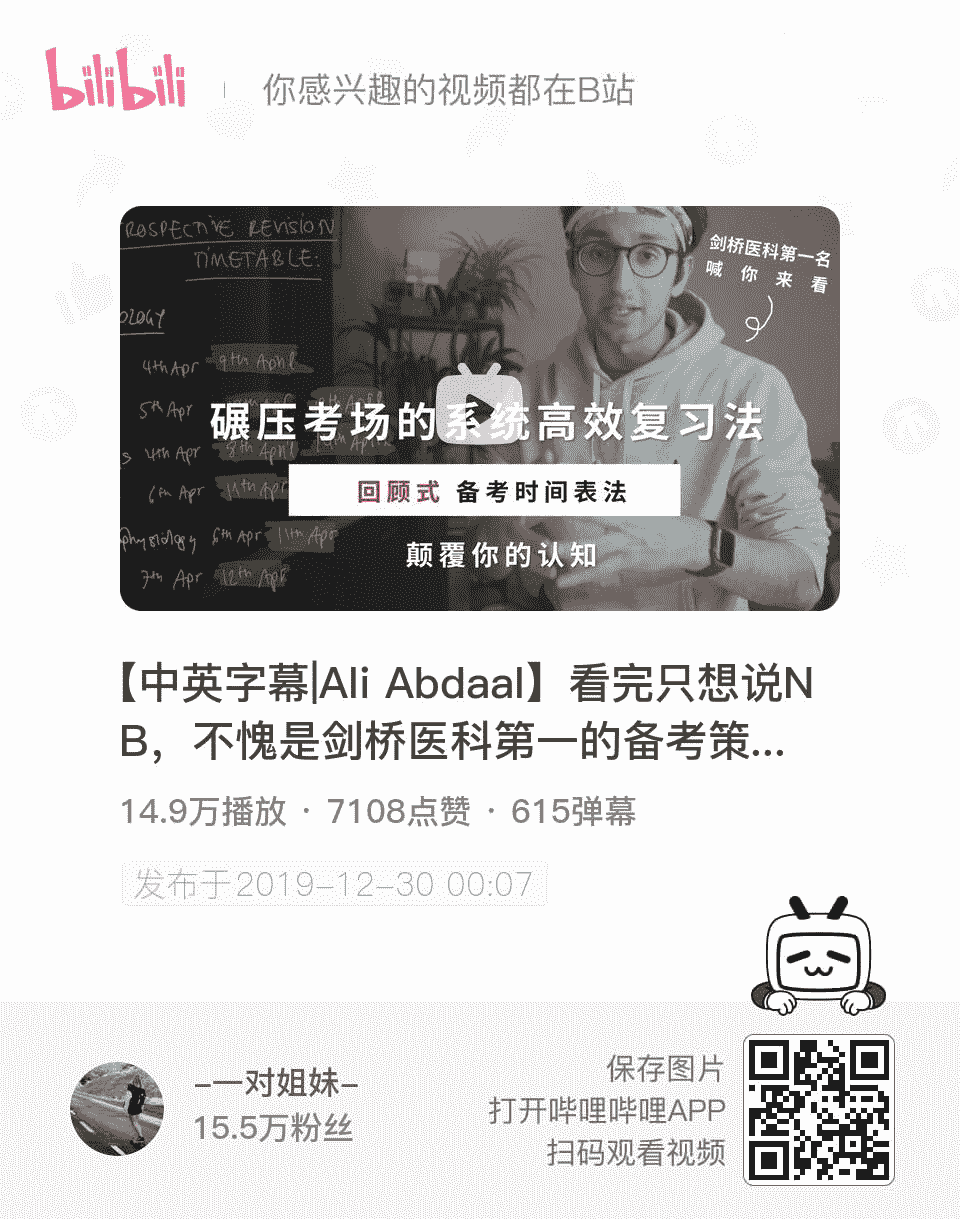 bilibili
你感兴趣的视频都在B站
ROSPECTIVE REVISION
TIMETABLE:
剑桥医科第一名
喊你来看
OLOGY
4th Apr 9th April
5th Apr
碾压考场的系统高效复习法
4th Apr 8th April
6th Apr 11th Apr
回顾式 备考时间表法
physiology 6th Apr 11th Apr
颠覆你的认知
7th Apr 12th Apr
【中英字幕|Ali Abdaal】看完只想说N
B，不愧是剑桥医科第一的备考策...
14.9万播放 · 7108点赞 · 615弹幕
发布于2019-12-30 00:07
-一对姐妹-
15.5万粉丝
保存图片
打开哔哩哔哩APP
扫码观看视频